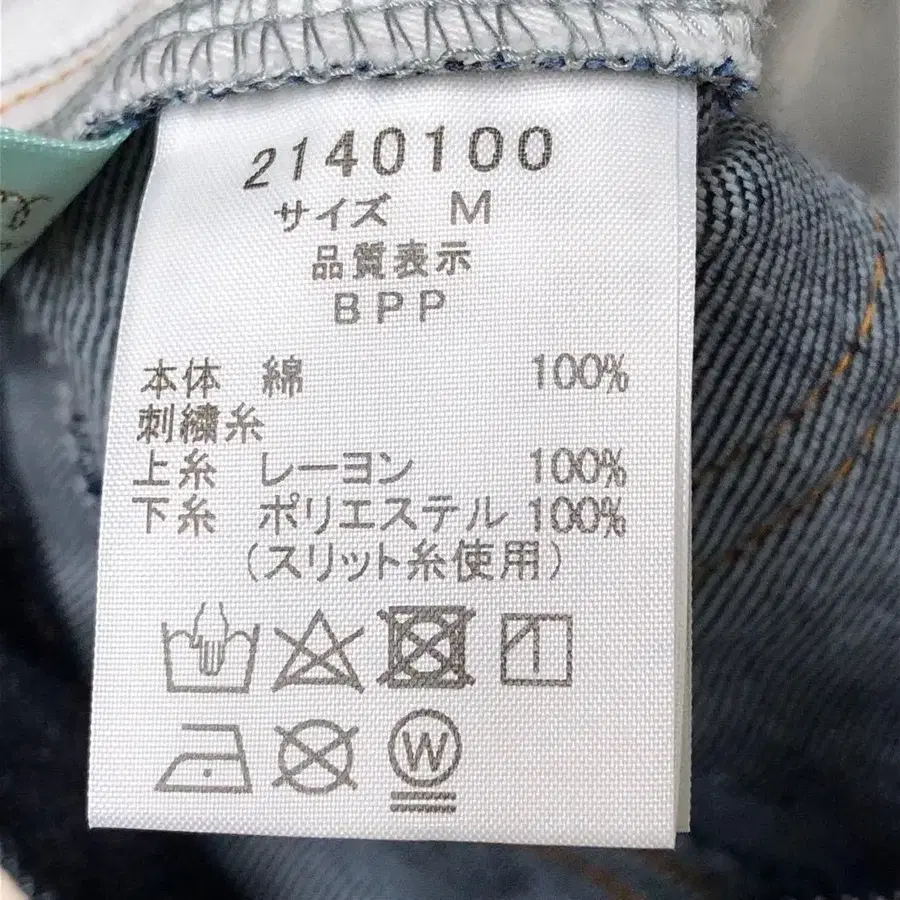 2140100
サイズ M
品質表示
BPP
本体 綿 100%
刺繍糸
上糸 レーヨン 100%
下糸 ポリエステル 100%
(スリット糸使用)
W